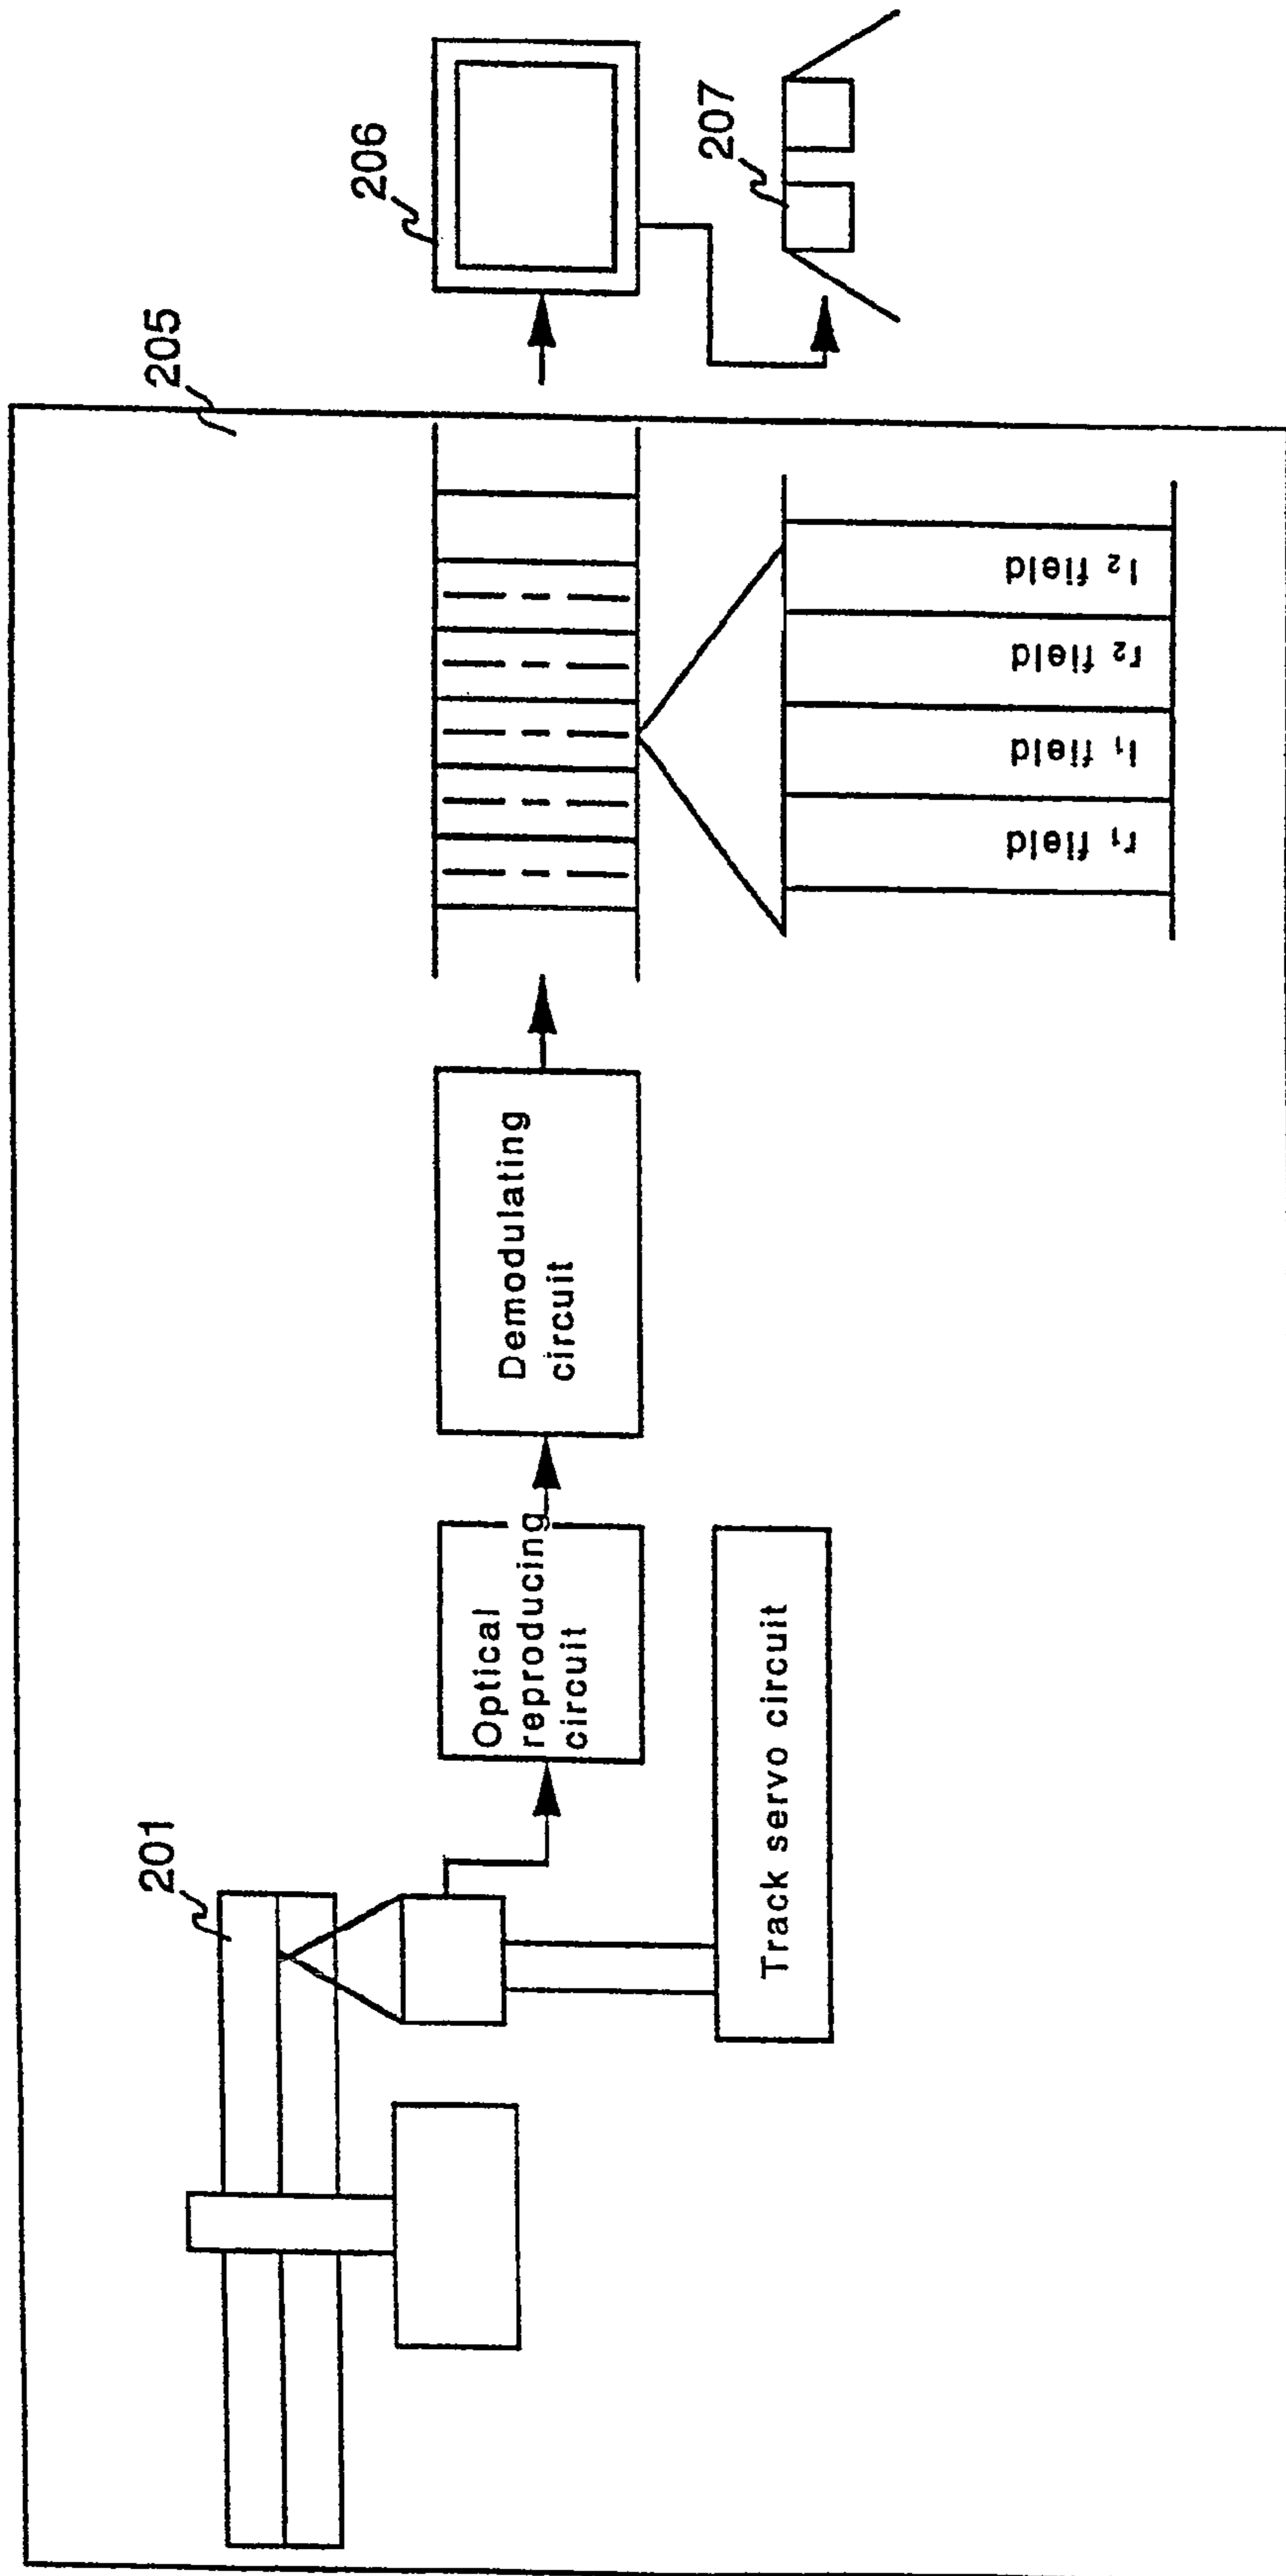 201
Optical
reproducing
circuit
Track servo circuit
Demodulating
circuit
205
r₁ field
l₁ field
r₂ field
l₂ field
206
207